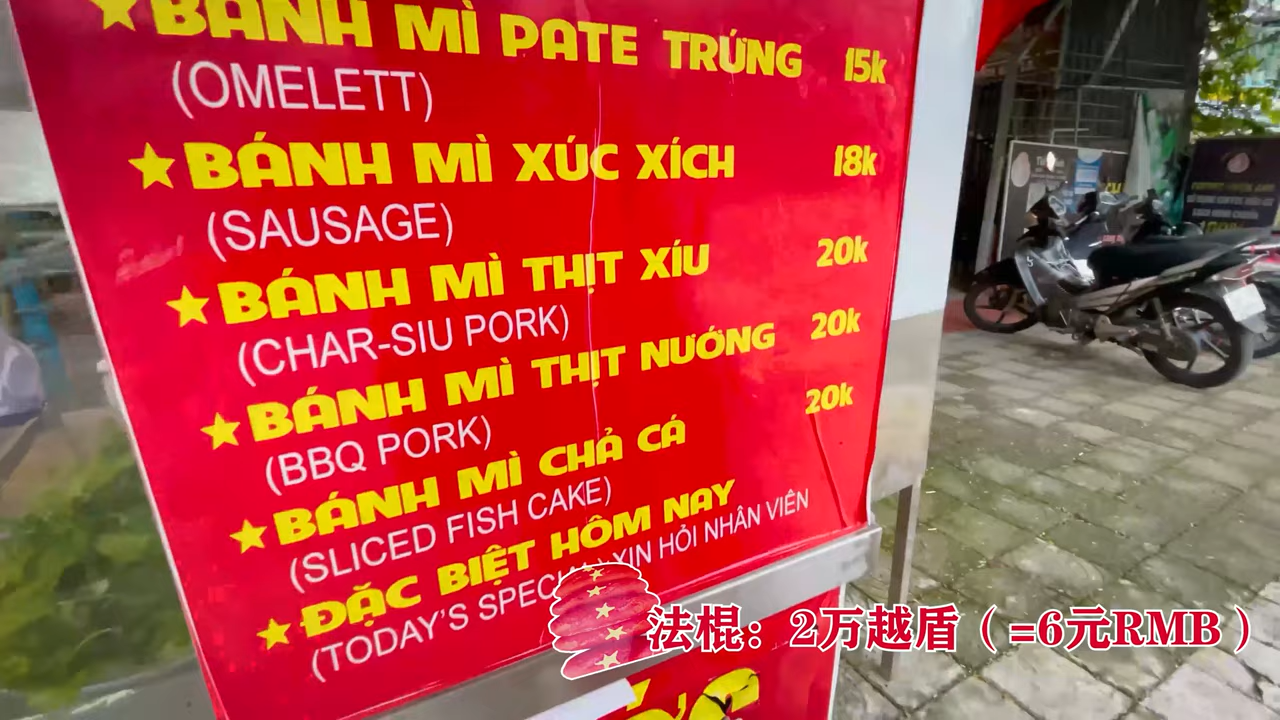 BÁNH MÌ PATE TRỨNG 15k
(OMELETT)
BÁNH MÌ XÚC XÍCH 18k
(SAUSAGE)
BÁNH MÌ THỊT XÍU 20k
(CHAR-SIU PORK)
BÁNH MÌ THỊT NƯỚNG 20k
(BBQ PORK)
BÁNH MÌ CHẢ CÁ 20k
(SLICED FISH CAKE)
ĐẶC BIỆT HÔM NAY
(TODAY'S XIN HỎI NHÂN VIÊN
法棍：2万越盾（=6元RMB）